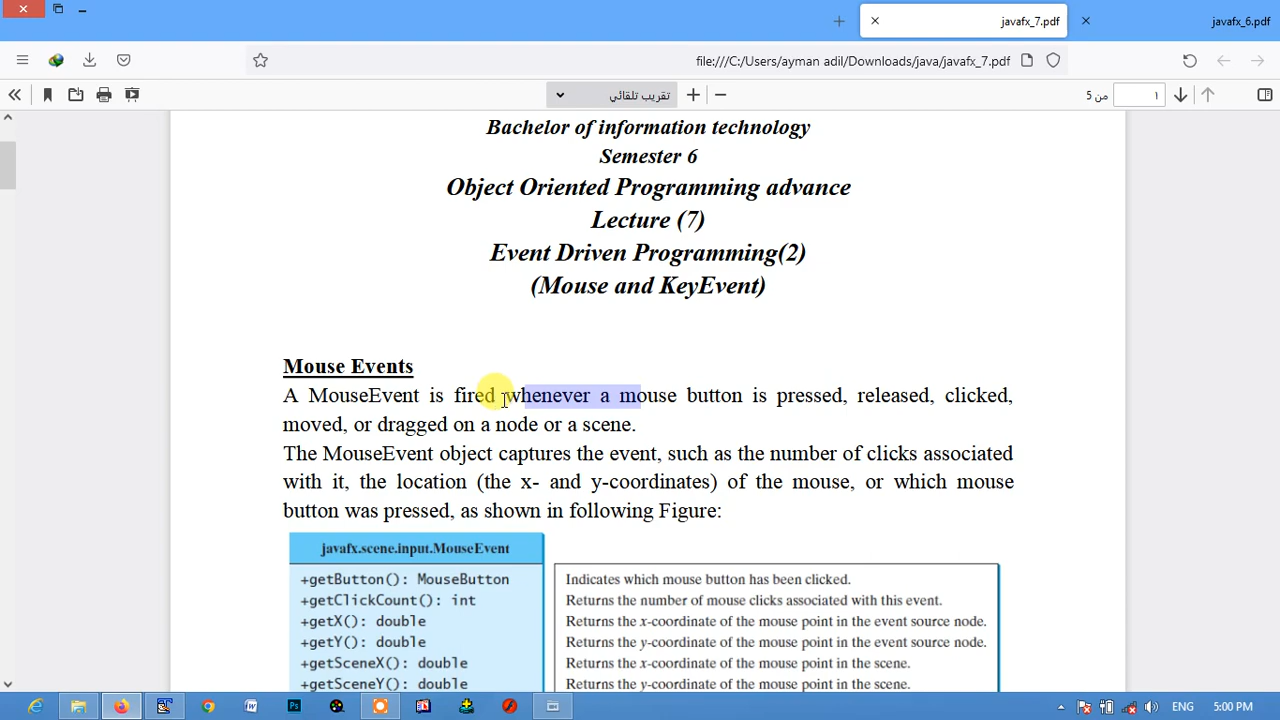 javafx_7.pdf
javafx_6.pdf
file:///C:/Users/ayman adil/Downloads/java/javafx_7.pdf
تقريب تلقائي
من 5
١
Bachelor of information technology
Semester 6
Object Oriented Programming advance
Lecture (7)
Event Driven Programming(2)
(Mouse and KeyEvent)
Mouse Events
A MouseEvent is fired whenever a mouse button is pressed, released, clicked,
moved, or dragged on a node or a scene.
The MouseEvent object captures the event, such as the number of clicks associated
with it, the location (the x- and y-coordinates) of the mouse, or which mouse
button was pressed, as shown in following Figure:
javafx.scene.input.MouseEvent
+getButton(): MouseButton
+getClickCount(): int
+getX(): double
+getY(): double
+getSceneX(): double
+getSceneY(): double
Indicates which mouse button has been clicked.
Returns the number of mouse clicks associated with this event.
Returns the x-coordinate of the mouse point in the event source node.
Returns the y-coordinate of the mouse point in the event source node.
Returns the x-coordinate of the mouse point in the scene.
Returns the y-coordinate of the mouse point in the scene.
ENG
5:00 PM